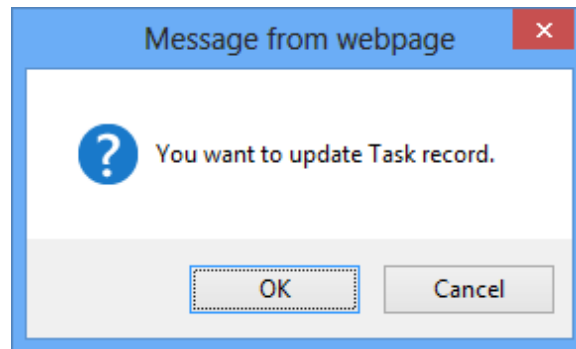 Message from webpage
You want to update Task record.
OK
Cancel